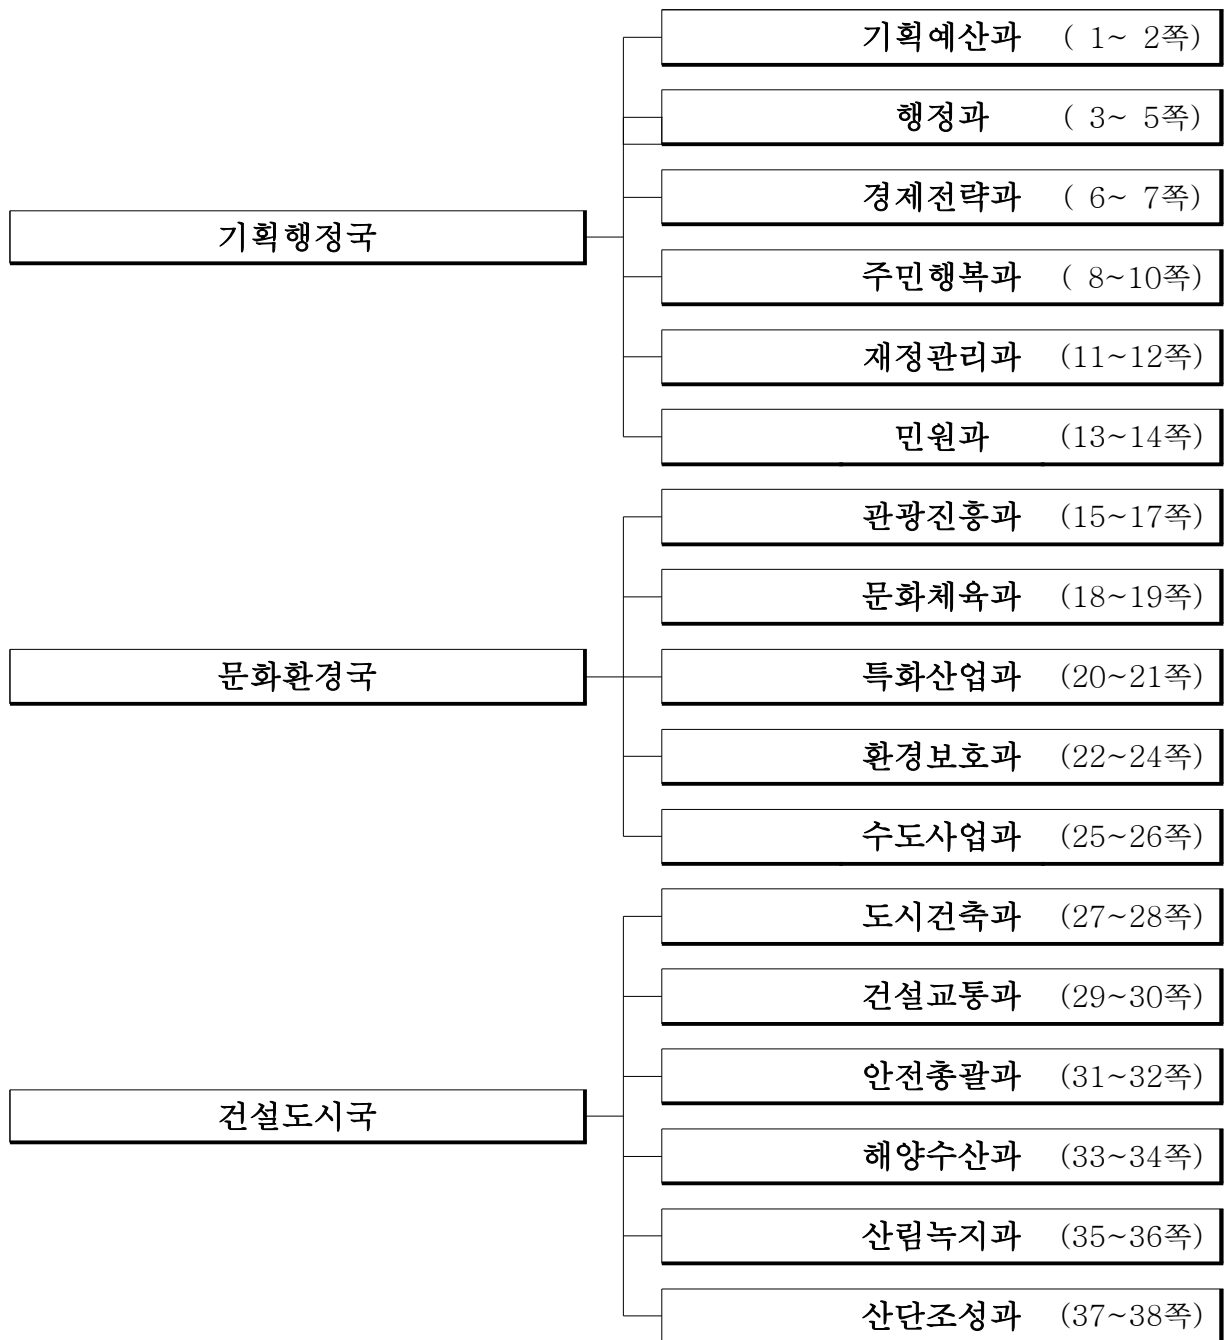 기획행정국
기획예산과 ( 1~ 2쪽)
행정과 ( 3~ 5쪽)
경제전략과 ( 6~ 7쪽)
주민행복과 ( 8~10쪽)
재정관리과 (11~12쪽)
민원과 (13~14쪽)
문화환경국
관광진흥과 (15~17쪽)
문화체육과 (18~19쪽)
특화산업과 (20~21쪽)
환경보호과 (22~24쪽)
수도사업과 (25~26쪽)
건설도시국
도시건축과 (27~28쪽)
건설교통과 (29~30쪽)
안전총괄과 (31~32쪽)
해양수산과 (33~34쪽)
산림녹지과 (35~36쪽)
산단조성과 (37~38쪽)